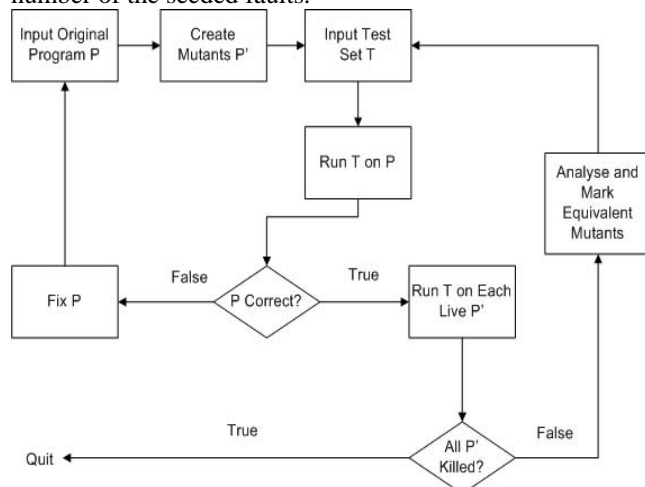 number of the seeded faults.
Input Original
Program P
Create
Mutants P'
Input Test
Set T
Run T on P
Analyse and
Mark
Equivalent
Mutants
False
True
Fix P
P Correct?
Run T on Each
Live P'
True
False
All P'
Killed?
Quit